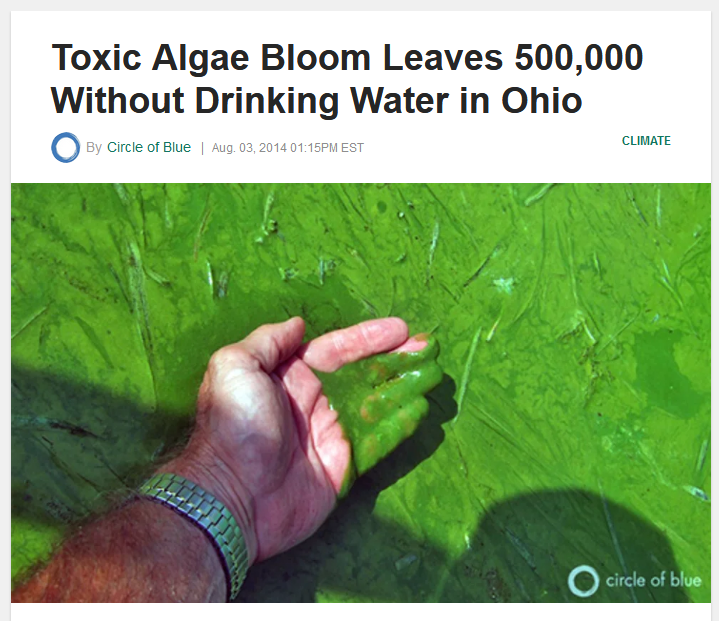 Toxic Algae Bloom Leaves 500,000
Without Drinking Water in Ohio
By Circle of Blue | Aug. 03, 2014 01:15PM EST
CLIMATE
circle of blue